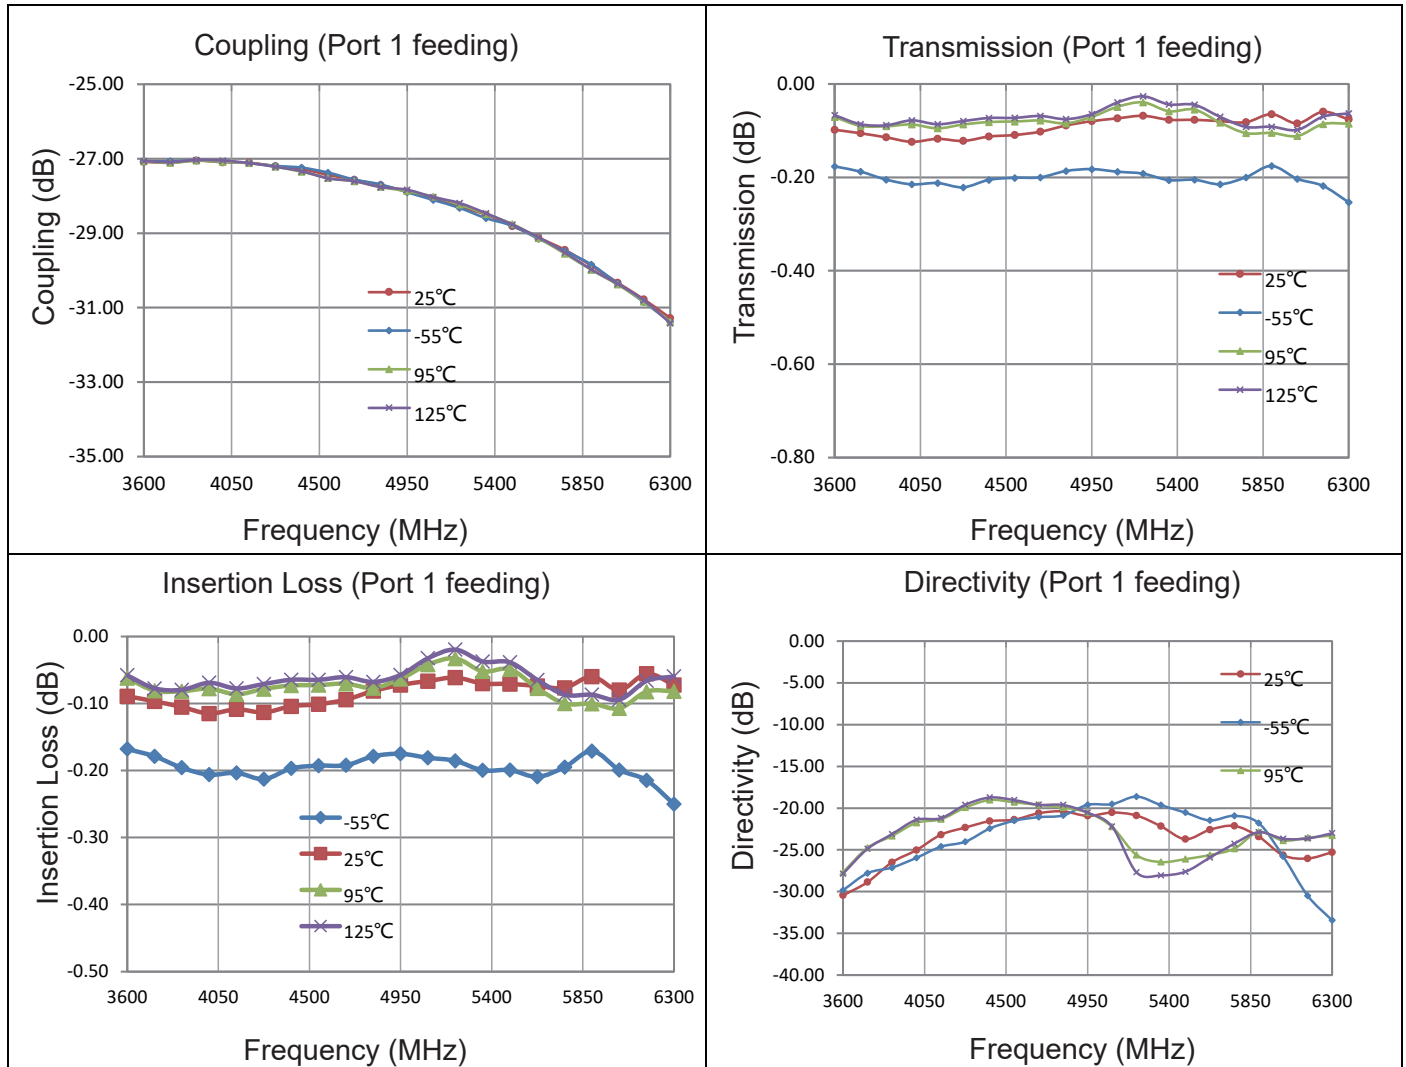 Coupling (Port 1 feeding)
-25.00
-27.00
-29.00
-31.00
-33.00
-35.00
Coupling (dB)
25℃
-55℃
95℃
125℃
3600 4050 4500 4950 5400 5850 6300
Frequency (MHz)
Transmission (Port 1 feeding)
0.00
-0.20
-0.40
-0.60
-0.80
Transmission (dB)
25℃
-55℃
95℃
125℃
3600 4050 4500 4950 5400 5850 6300
Frequency (MHz)
Insertion Loss (Port 1 feeding)
0.00
-0.10
-0.20
-0.30
-0.40
-0.50
Insertion Loss (dB)
-55℃
25℃
95℃
125℃
3600 4050 4500 4950 5400 5850 6300
Frequency (MHz)
Directivity (Port 1 feeding)
0.00
-5.00
-10.00
-15.00
-20.00
-25.00
-30.00
-35.00
-40.00
Directivity (dB)
25℃
-55℃
95℃
3600 4050 4500 4950 5400 5850 6300
Frequency (MHz)